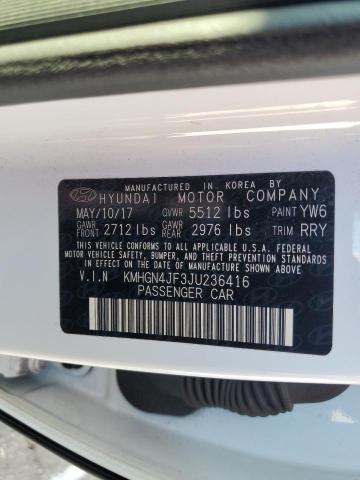 MANUFACTURED IN KOREA BY
HYUNDAI MOTOR COMPANY
MAY/10/17 GVWR 5512 lbs PAINT YW6
GAWR FRONT 2712 lbs GAWR REAR 2976 lbs TRIM RRY
THIS VEHICLE CONFORMS TO ALL APPLICABLE U.S.A. FEDERAL
MOTOR VEHICLE SAFETY, BUMPER, AND THEFT PREVENTION
STANDARDS IN EFFECT ON THE DATE OF MANUFACTURE SHOWN ABOVE.
V.I.N KMHGN4JF3JU236416
PASSENGER CAR